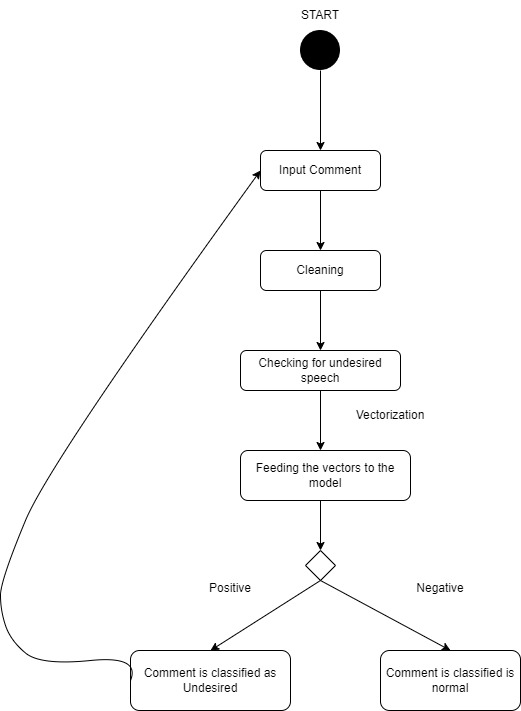 START
Input Comment
Cleaning
Checking for undesired
speech
Vectorization
Feeding the vectors to the
model
Positive
Negative
Comment is classified as
Undesired
Comment is classified is
normal